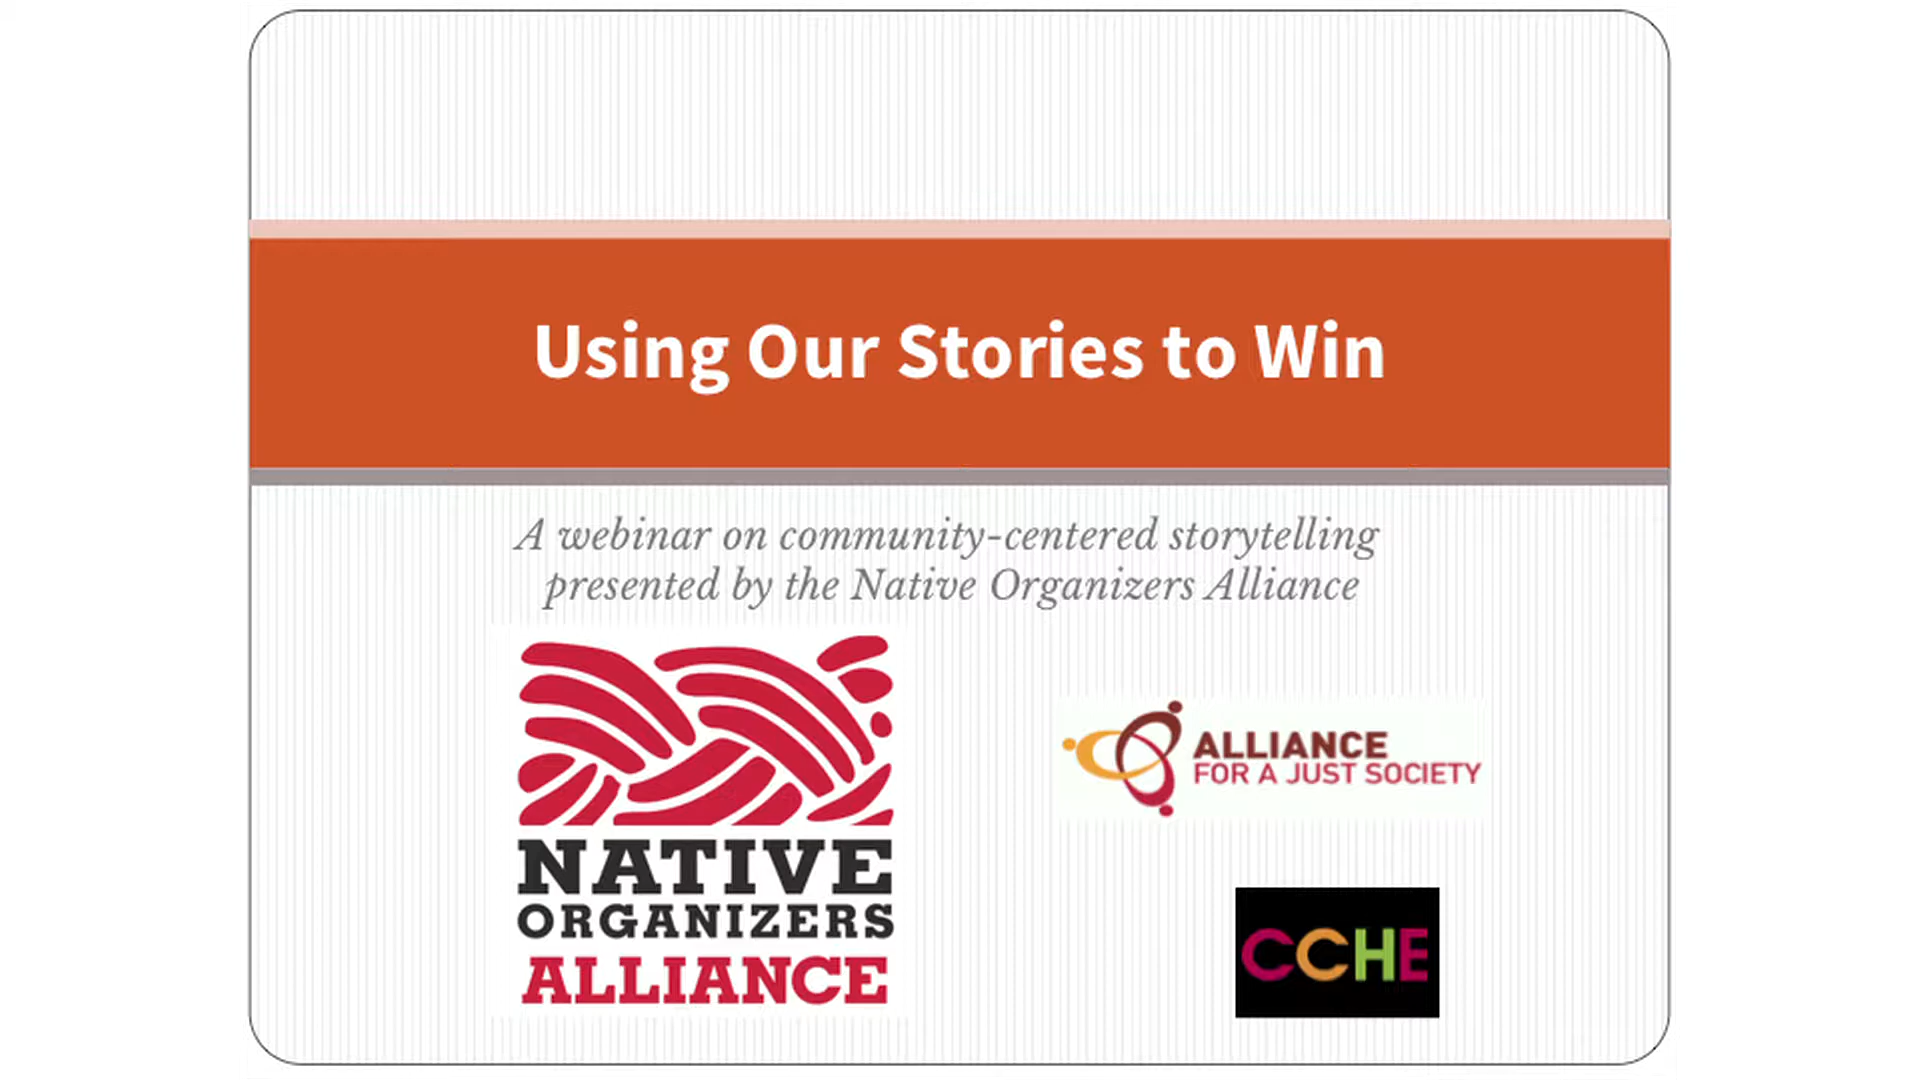 Using Our Stories to Win
A webinar on community-centered storytelling
presented by the Native Organizers Alliance
NATIVE
ORGANIZERS
ALLIANCE
ALLIANCE
FOR A JUST SOCIETY
CCHE